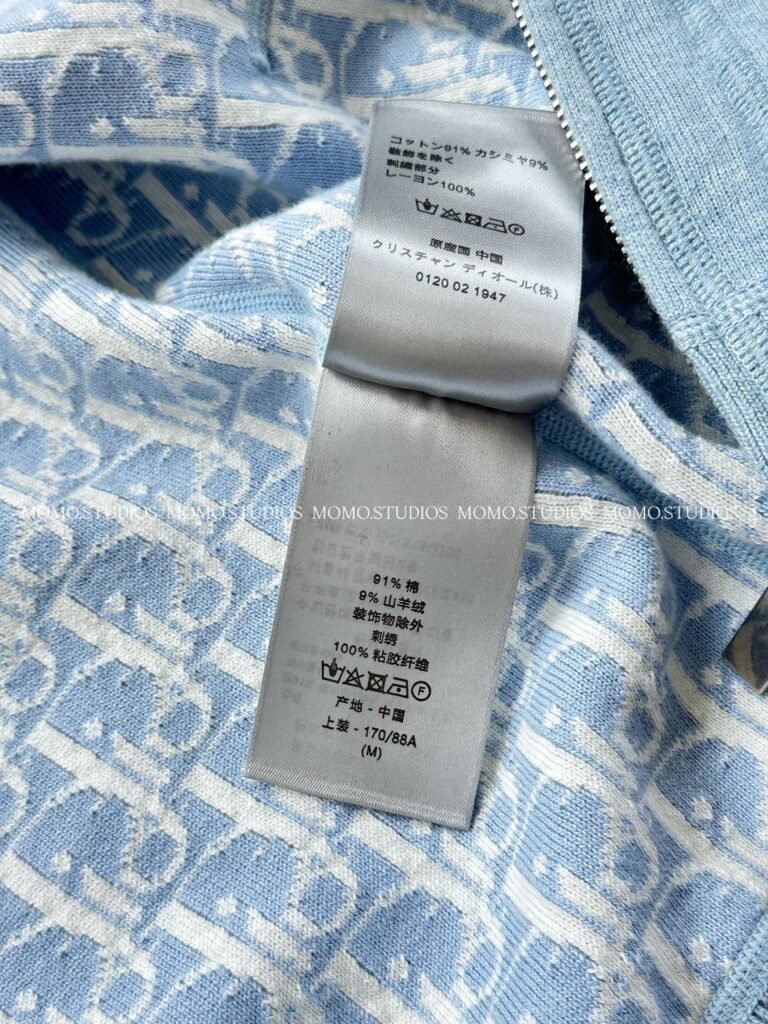 コットン91% カシミヤ9%
装飾を除く
刺繍部分
レーヨン100%
原産国 中国
クリスチャン ディオール(株)
0120 02 1947
MOMO.STUDIOS MOMO.STUDIOS MOMO.STUDIOS MOMO.STUDIOS MOMO.STUDIOS
91% 棉
9% 山羊绒
装饰物除外
刺绣
100% 粘胶纤维
产地 - 中国
上装 - 170/88A
(M)